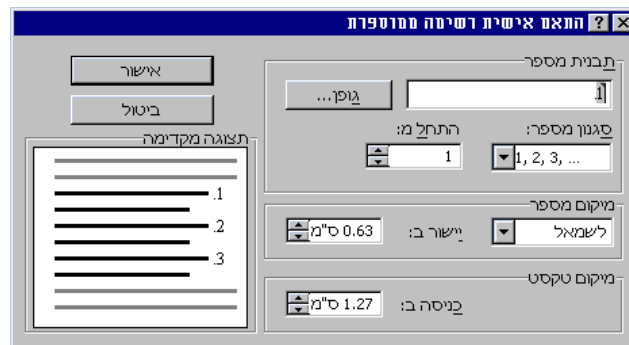 התאם אישית רשימה ממוספרת
תבנית מספר
1.
גופן...
סגנון מספר:
1, 2, 3, ...
התחל מ:
1
מיקום מספר
לשמאל
יישור ב:
0.63 ס"מ
מיקום טקסט
כניסה ב:
1.27 ס"מ
אישור
ביטול
תצוגה מקדימה
1.
2.
3.